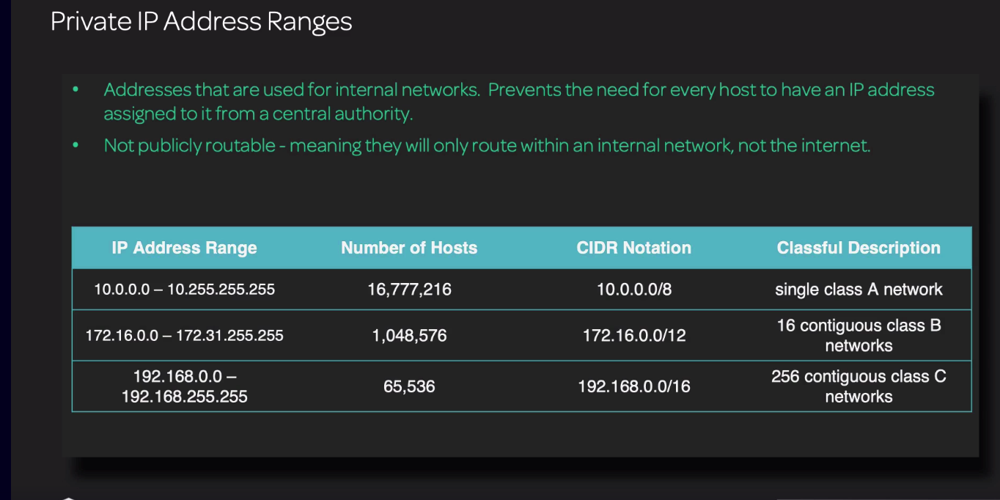 Private IP Address Ranges
• Addresses that are used for internal networks. Prevents the need for every host to have an IP address
assigned to it from a central authority.
• Not publicly routable - meaning they will only route within an internal network, not the internet.
IP Address Range Number of Hosts CIDR Notation Classful Description
10.0.0.0 – 10.255.255.255 16,777,216 10.0.0.0/8 single class A network
172.16.0.0 – 172.31.255.255 1,048,576 172.16.0.0/12 16 contiguous class B
networks
192.168.0.0 –
192.168.255.255 65,536 192.168.0.0/16 256 contiguous class C
networks